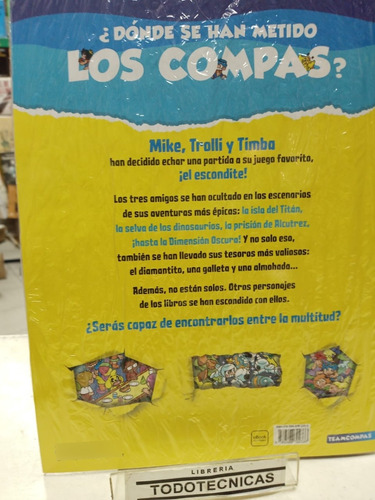 ¿DÓNDE SE HAN METIDO
LOS COMPAS?
Mike, Trolli y Timba
han decidido echar una partida a su juego favorito,
¡el escondite!
Los tres amigos se han ocultado en los escenarios
de sus aventuras más épicas: la isla del Titán,
la selva de los dinosaurios, la prisión de Alcutrez,
¡hasta la Dimensión Oscura! Y no solo eso,
también se han llevado sus tesoros más valiosos:
el diamantito, una galleta y una almohada...
Además, no están solos. Otros personajes
de los libros se han escondido con ellos.
¿Serás capaz de encontrarlos entre la multitud?
TEAMCOMPAS
LIBRERIA
TODOTECNICAS